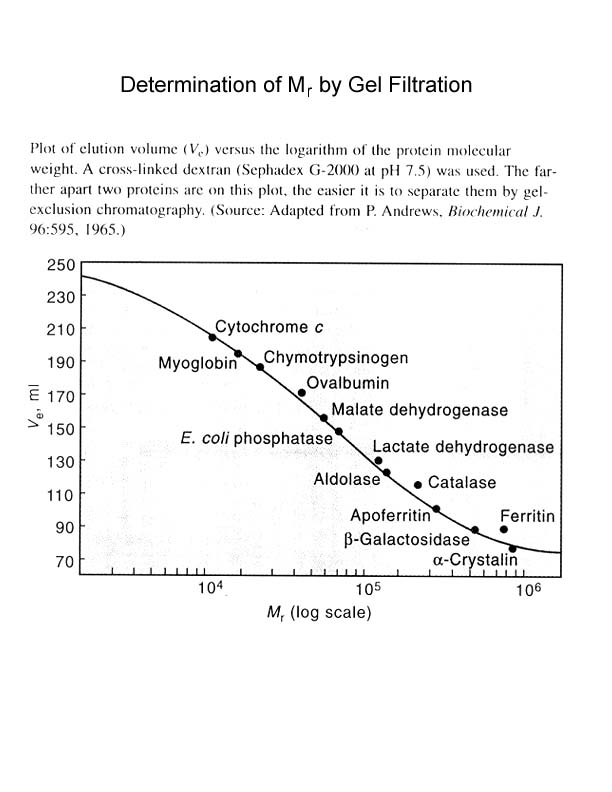 Determination of Mr by Gel Filtration
Plot of elution volume (Ve) versus the logarithm of the protein molecular
weight. A cross-linked dextran (Sephadex G-2000 at pH 7.5) was used. The far-
ther apart two proteins are on this plot, the easier it is to separate them by gel-
exclusion chromatography. (Source: Adapted from P. Andrews, Biochemical J.
96:595, 1965.)
250
230
210
190
170
150
130
110
90
70
Ve, ml
Cytochrome c
Myoglobin
Chymotrypsinogen
Ovalbumin
Malate dehydrogenase
E. coli phosphatase
Lactate dehydrogenase
Aldolase
Catalase
Apoferritin
Ferritin
β-Galactosidase
α-Crystalin
10⁴ 10⁵ 10⁶
Mr (log scale)